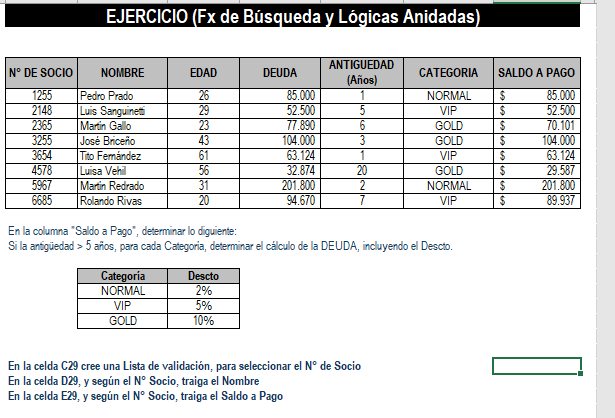 EJERCICIO (Fx de Búsqueda y Lógicas Anidadas)
N° DE SOCIO NOMBRE EDAD DEUDA ANTIGUEDAD (Años) CATEGORIA SALDO A PAGO
1255 Pedro Prado 26 85.000 1 NORMAL $ 85.000
2148 Luis Sanguinetti 29 52.500 5 VIP $ 52.500
2365 Martín Gallo 23 77.890 6 GOLD $ 70.101
3255 José Briceño 43 104.000 3 GOLD $ 104.000
3654 Tito Fernández 61 63.124 1 VIP $ 63.124
4578 Luisa Vehil 56 32.874 20 GOLD $ 29.587
5967 Martín Redrado 31 201.800 2 NORMAL $ 201.800
6685 Rolando Rivas 20 94.670 7 VIP $ 89.937
En la columna "Saldo a Pago", determinar lo diguiente:
Si la antigüedad > 5 años, para cada Categoría, determinar el cálculo de la DEUDA, incluyendo el Descto.
Categoría Descto
NORMAL 2%
VIP 5%
GOLD 10%
En la celda C29 cree una Lista de validación, para seleccionar el N° de Socio
En la celda D29, y según el N° Socio, traiga el Nombre
En la celda E29, y según el N° Socio, traiga el Saldo a Pago